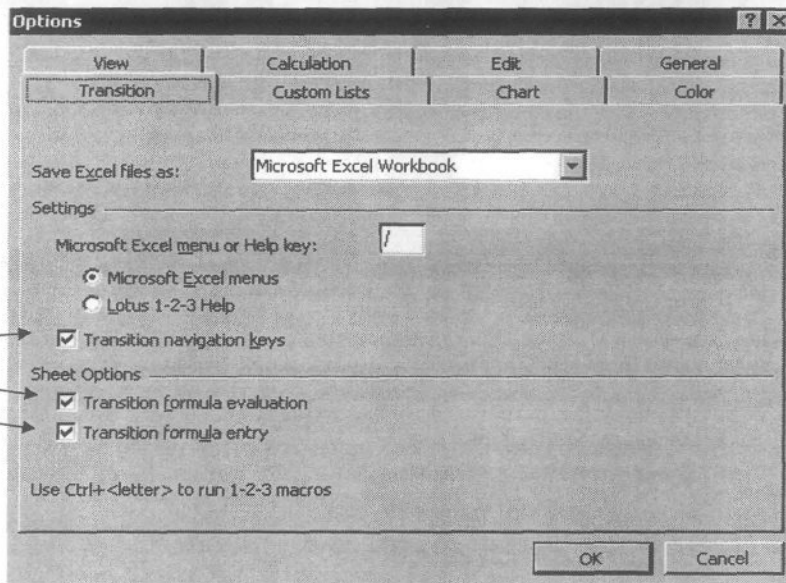 Options
View Calculation Edit General
Transition Custom Lists Chart Color
Save Excel files as: Microsoft Excel Workbook
Settings
Microsoft Excel menu or Help key: /
Microsoft Excel menus
Lotus 1-2-3 Help
Transition navigation keys
Sheet Options
Transition formula evaluation
Transition formula entry
Use Ctrl+<letter> to run 1-2-3 macros
OK Cancel